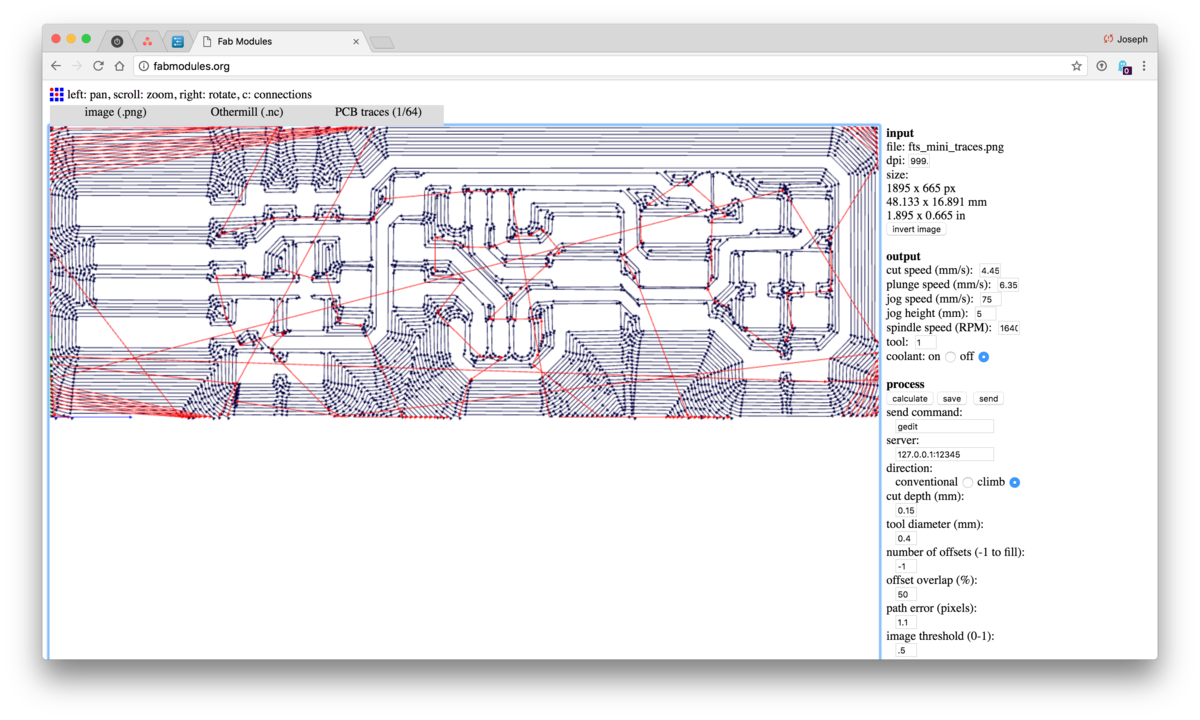 Fab Modules
Joseph
fabmodules.org
0
left: pan, scroll: zoom, right: rotate, c: connections
image (.png) Othermill (.nc) PCB traces (1/64)
input
file: fts_mini_traces.png
dpi: 999.
size:
1895 x 665 px
48.133 x 16.891 mm
1.895 x 0.665 in
invert image
output
cut speed (mm/s): 4.45
plunge speed (mm/s): 6.35
jog speed (mm/s): 75
jog height (mm): 5
spindle speed (RPM): 1640
tool: 1
coolant: on off
process
calculate save send
send command:
gedit
server:
127.0.0.1:12345
direction:
conventional climb
cut depth (mm):
0.15
tool diameter (mm):
0.4
number of offsets (-1 to fill):
-1
offset overlap (%):
50
path error (pixels):
1.1
image threshold (0-1):
.5